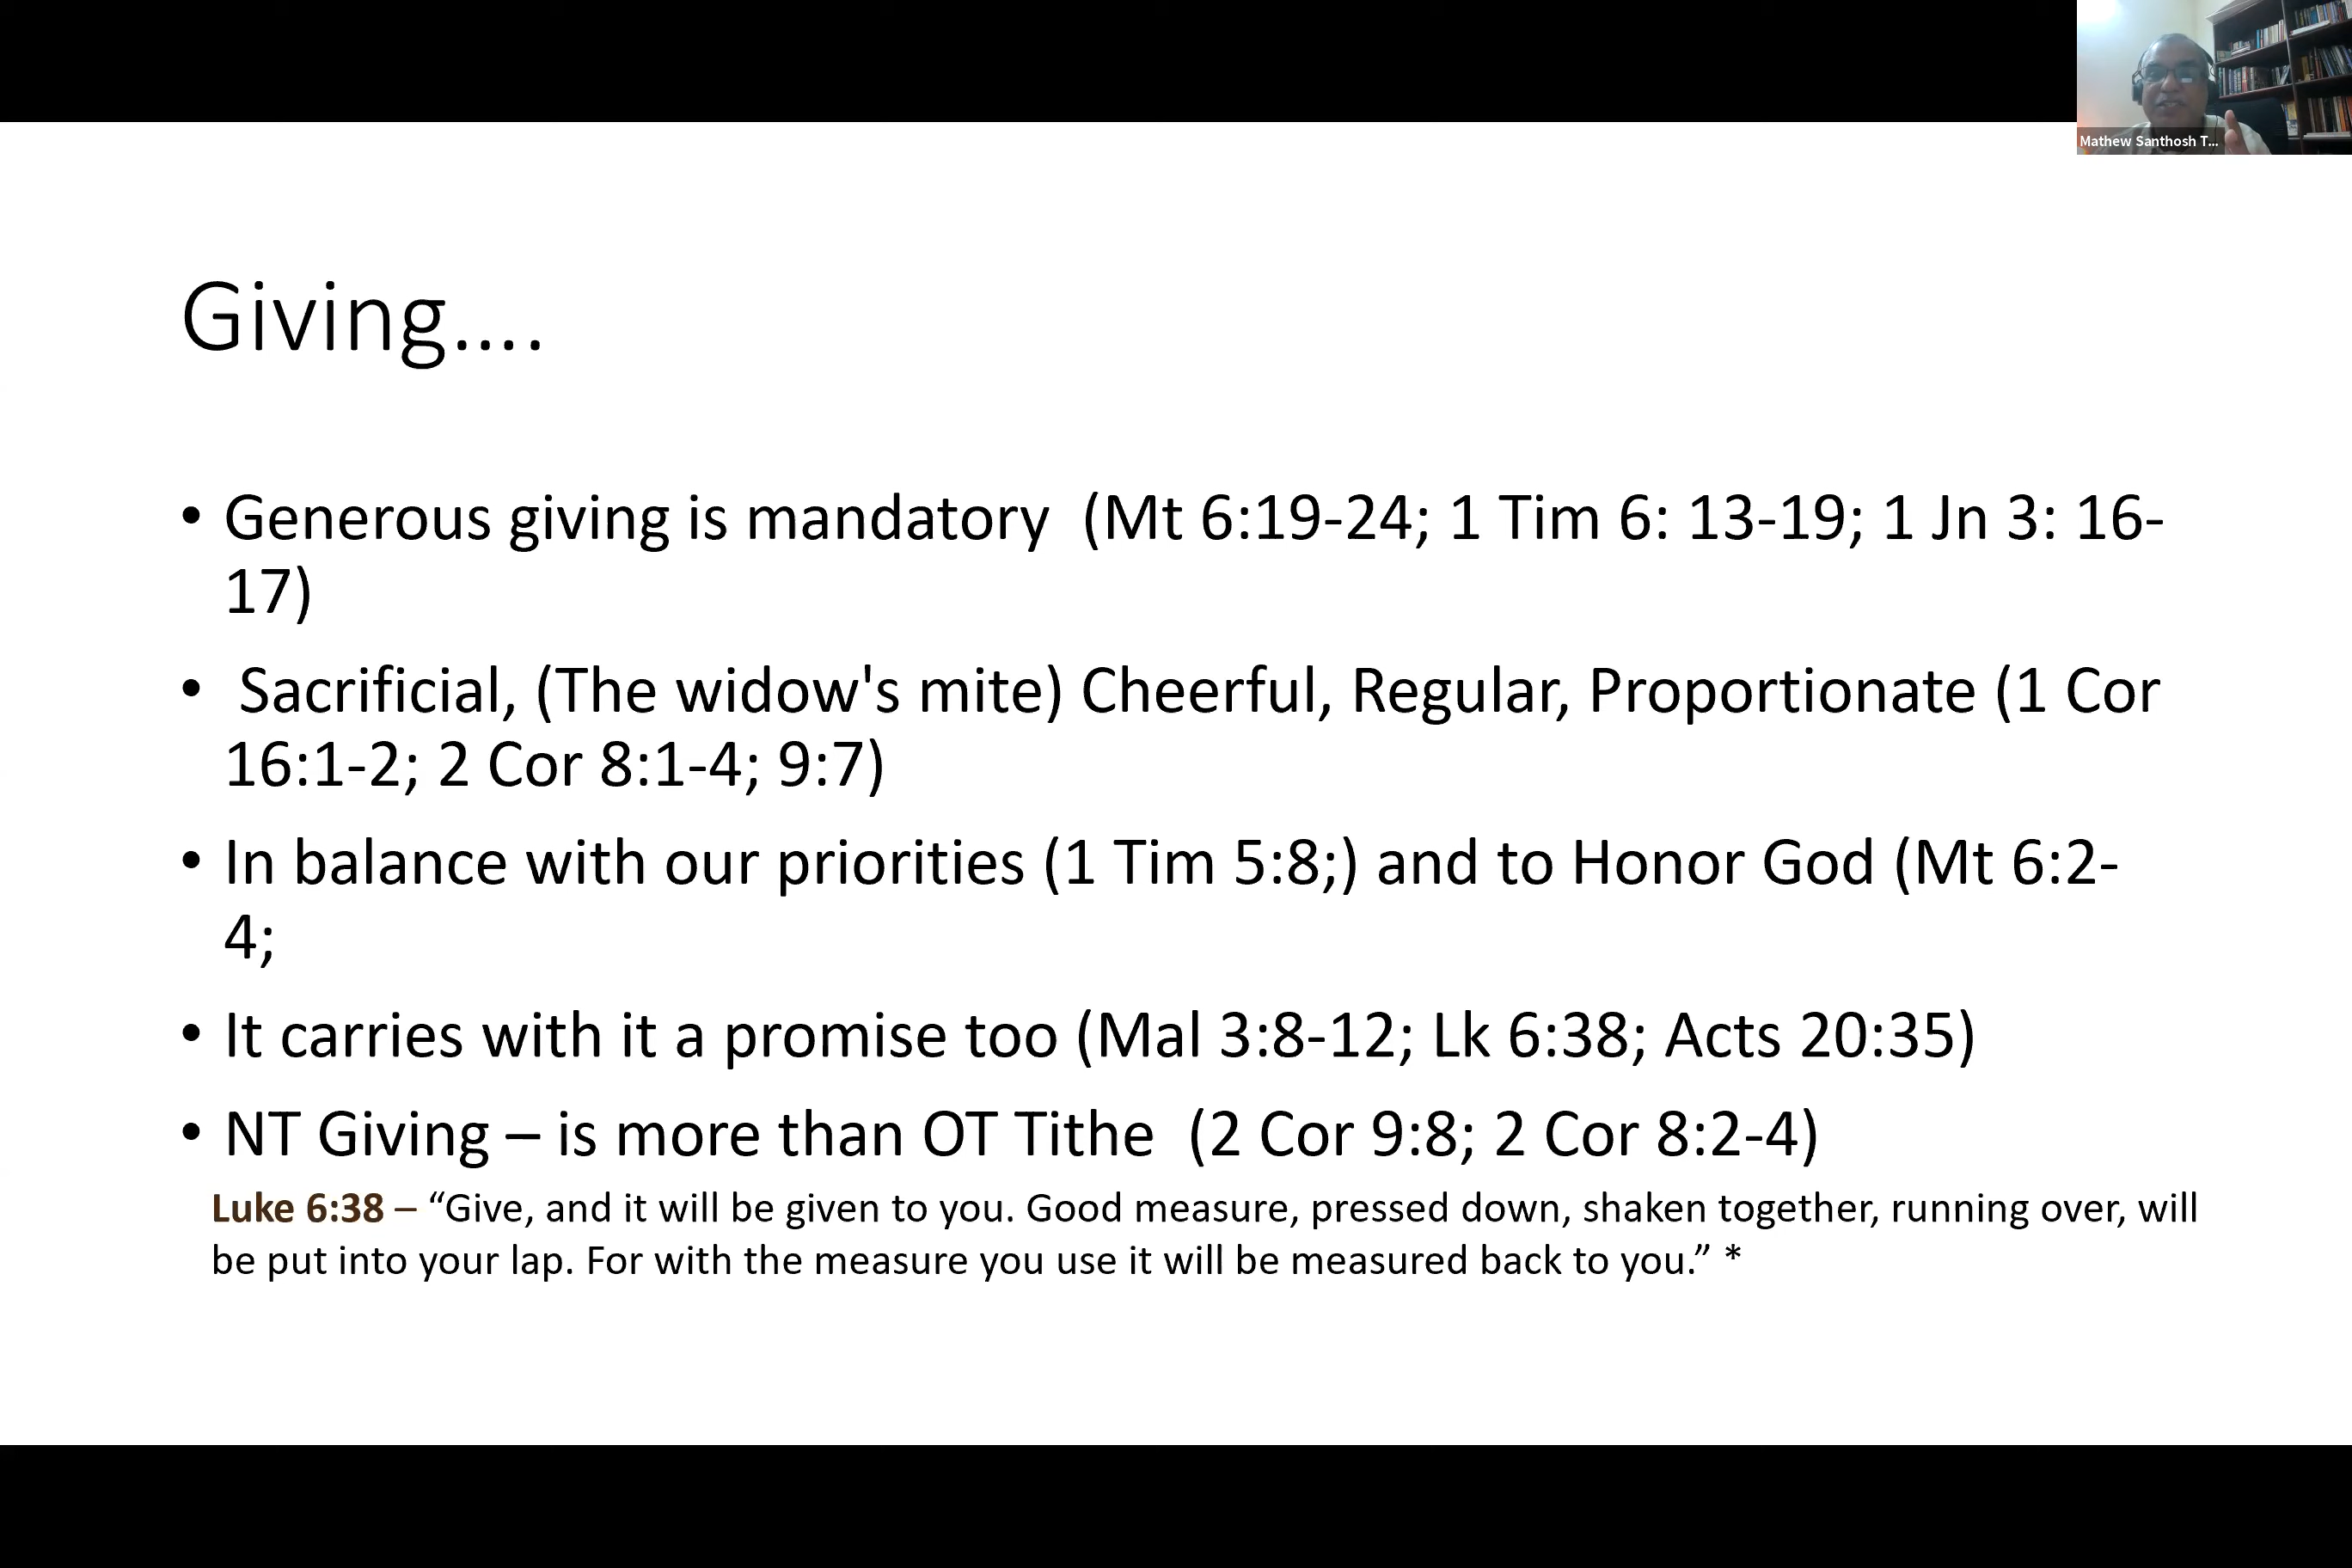 Mathew Santhosh T...
Giving....
• Generous giving is mandatory  (Mt 6:19-24; 1 Tim 6: 13-19; 1 Jn 3: 16-
17)
•  Sacrificial, (The widow's mite) Cheerful, Regular, Proportionate (1 Cor
16:1-2; 2 Cor 8:1-4; 9:7)
• In balance with our priorities (1 Tim 5:8;) and to Honor God (Mt 6:2-
4;
• It carries with it a promise too (Mal 3:8-12; Lk 6:38; Acts 20:35)
• NT Giving – is more than OT Tithe  (2 Cor 9:8; 2 Cor 8:2-4)
Luke 6:38 – “Give, and it will be given to you. Good measure, pressed down, shaken together, running over, will
be put into your lap. For with the measure you use it will be measured back to you.” *